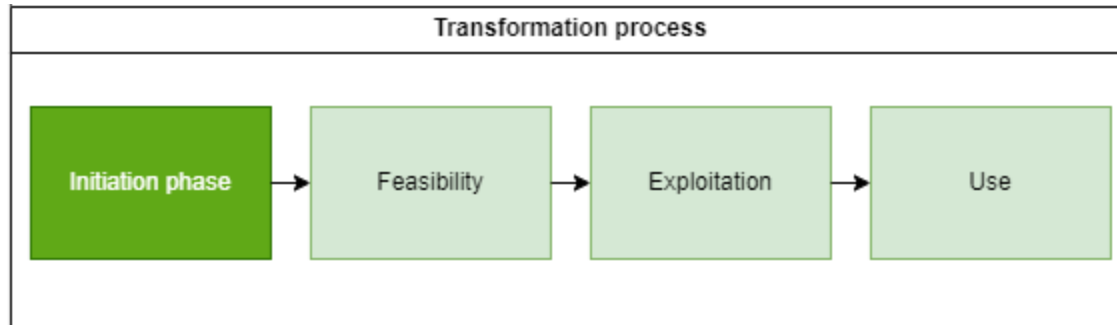 Transformation process
Initiation phase
Feasibility
Exploitation
Use